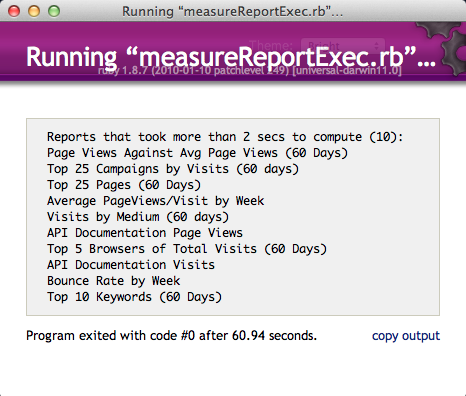 Running “measureReportExec.rb”...
Running “measureReportExec.rb”...
Theme:
ruby 1.8.7 (2010-01-10 patchlevel 249) [universal-darwin11.0]
Reports that took more than 2 secs to compute (10):
Page Views Against Avg Page Views (60 Days)
Top 25 Campaigns by Visits (60 days)
Top 25 Pages (60 Days)
Average PageViews/Visit by Week
Visits by Medium (60 days)
API Documentation Page Views
Top 5 Browsers of Total Visits (60 Days)
API Documentation Visits
Bounce Rate by Week
Top 10 Keywords (60 Days)
Program exited with code #0 after 60.94 seconds.
copy output